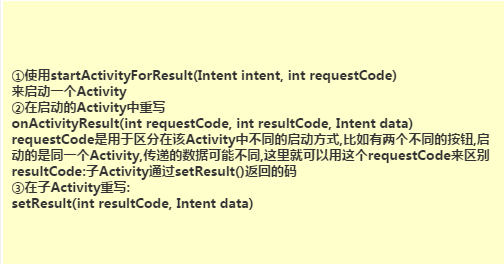 ①使用startActivityForResult(Intent intent, int requestCode)
来启动一个Activity
②在启动的Activity中重写
onActivityResult(int requestCode, int resultCode, Intent data)
requestCode是用于区分在该Activity中不同的启动方式,比如有两个不同的按钮,启
动的是同一个Activity,传递的数据可能不同,这里就可以用这个requestCode来区别
resultCode:子Activity通过setResult()返回的码
③在子Activity重写:
setResult(int resultCode, Intent data)